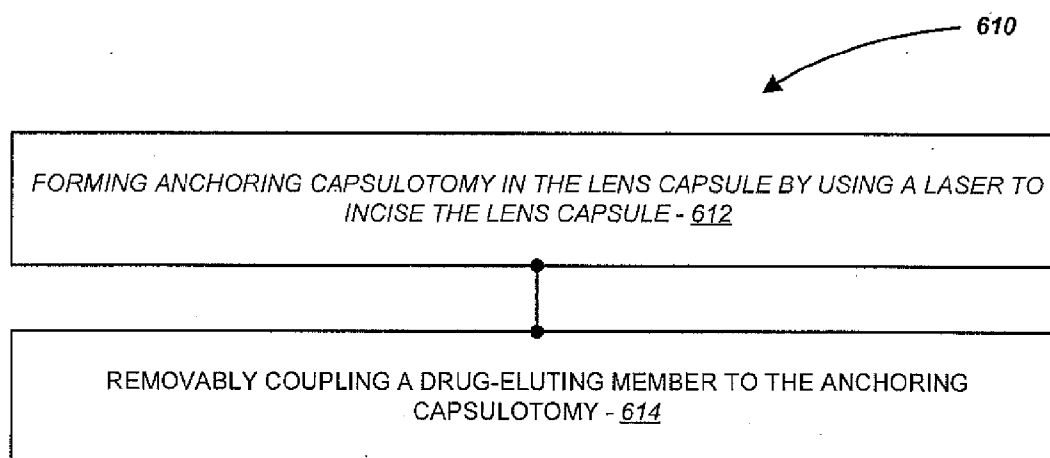 610
FORMING ANCHORING CAPSULOTOMY IN THE LENS CAPSULE BY USING A LASER TO
INCISE THE LENS CAPSULE - 612
REMOVABLY COUPLING A DRUG-ELUTING MEMBER TO THE ANCHORING
CAPSULOTOMY - 614